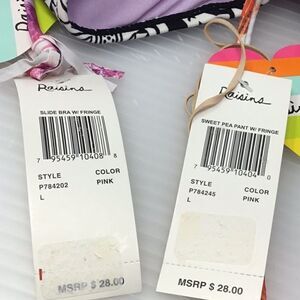 Raisins
SLIDE BRA W/ FRINGE
7 95459 10408 8
STYLE COLOR
P784202 PINK
L
MSRP $ 28.00
Raisins
SWEET PEA PANT W/ FRINGE
7 95459 10404 0
STYLE COLOR
P784245 PINK
L
MSRP $ 28.00